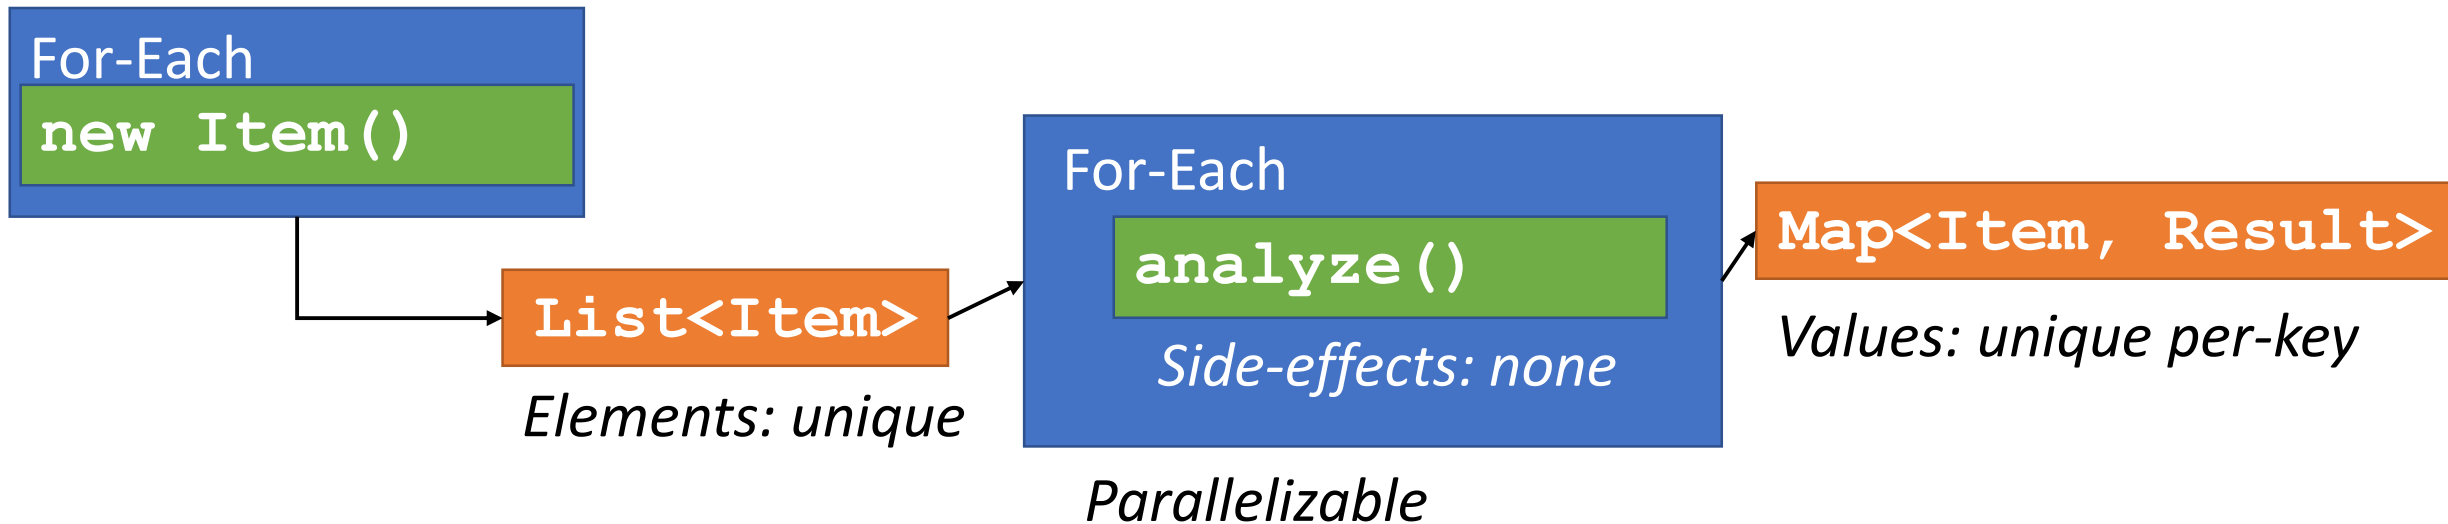 For-Each
new Item()
List<Item>
Elements: unique
For-Each
analyze()
Side-effects: none
Parallelizable
Map<Item, Result>
Values: unique per-key